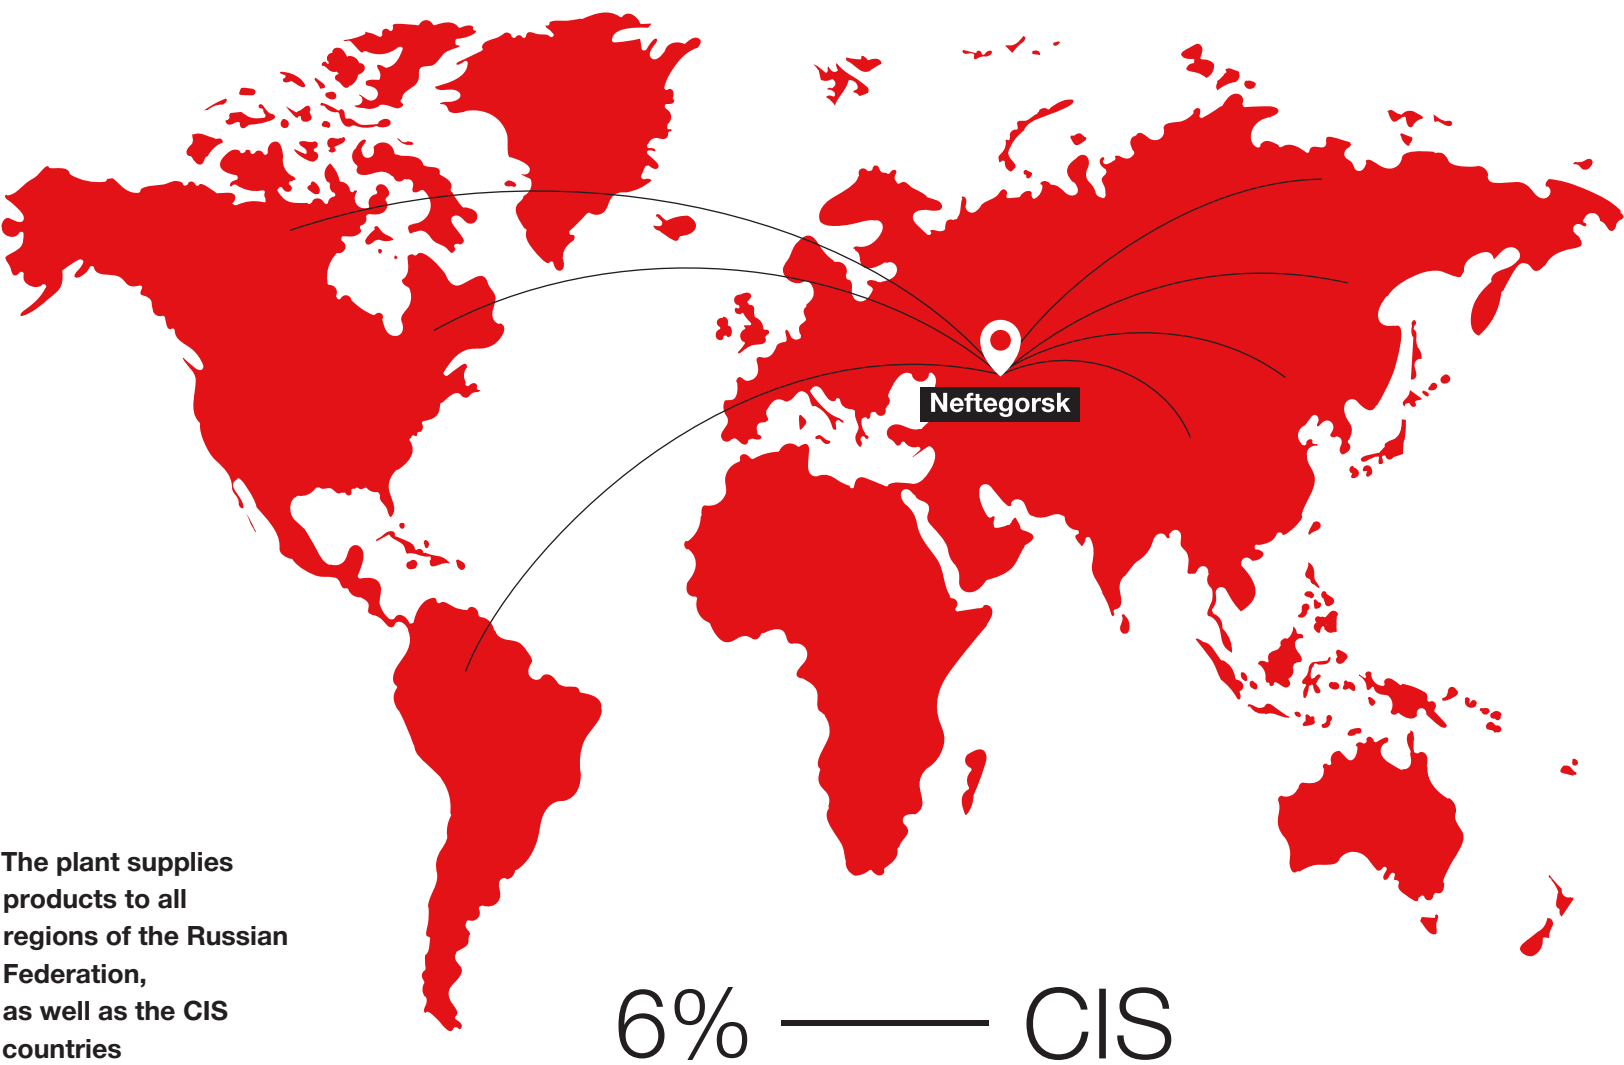 Neftegorsk
The plant supplies
products to all
regions of the Russian
Federation,
as well as the CIS
countries
6% — CIS